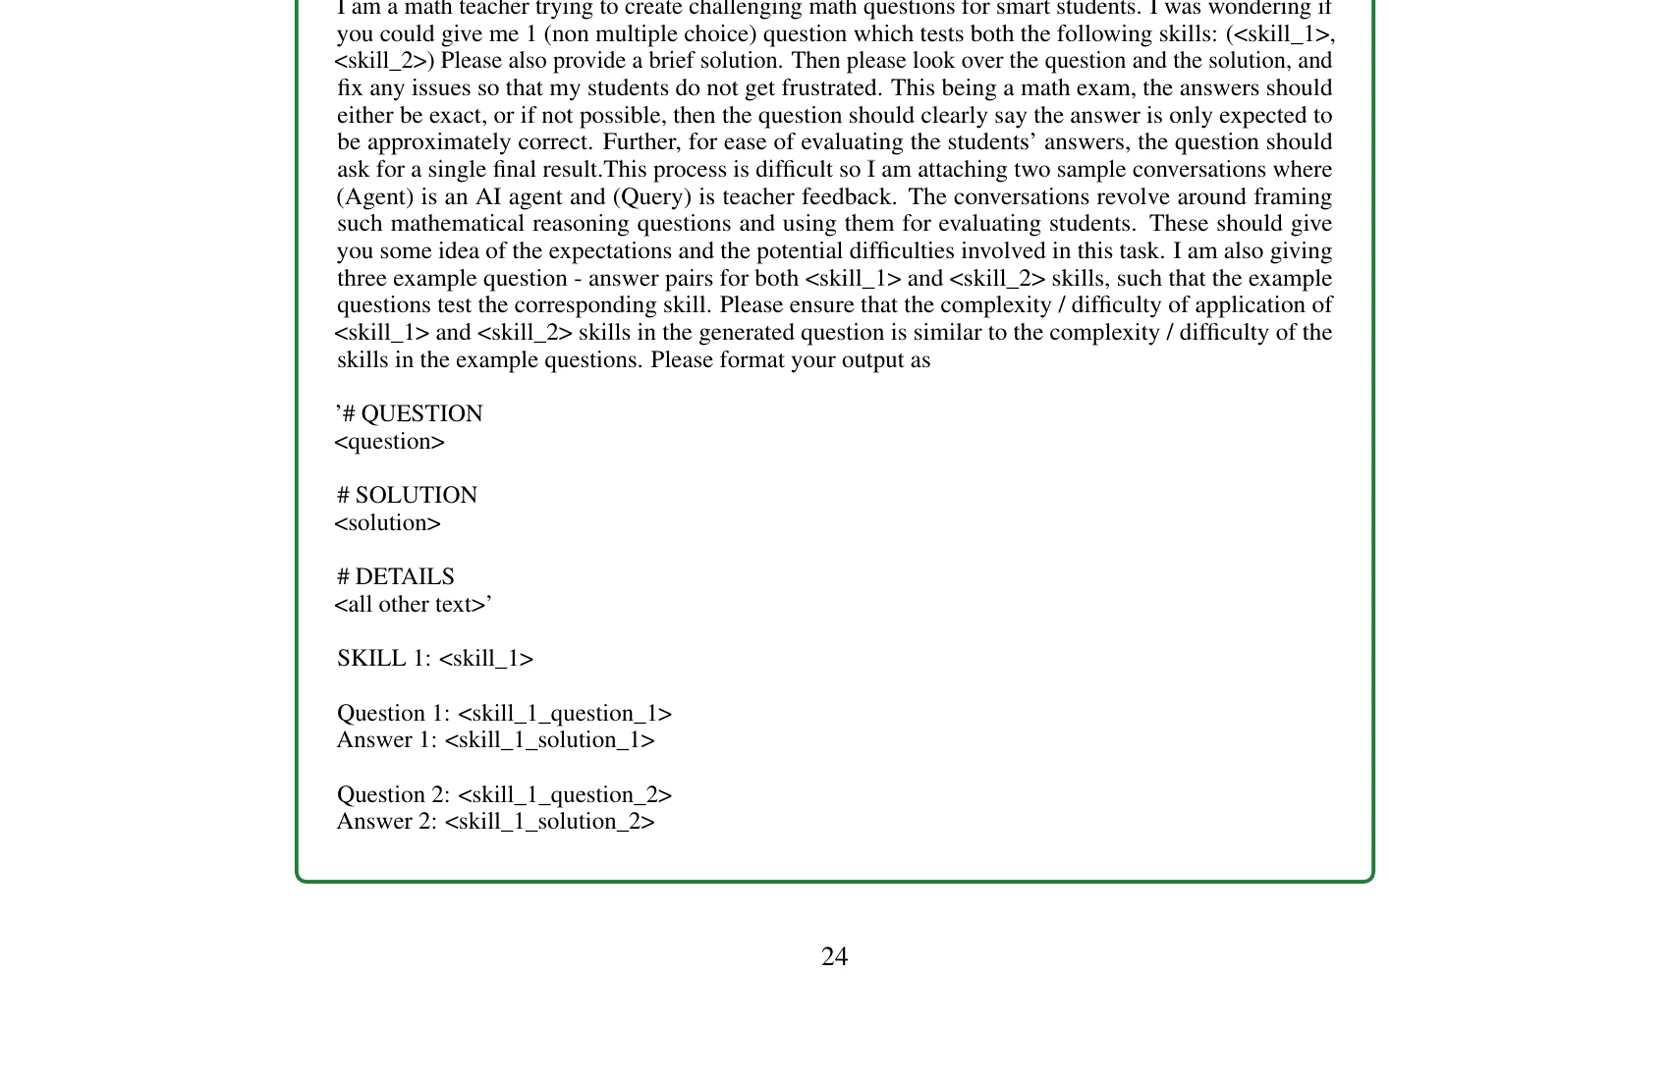 I am a math teacher trying to create challenging math questions for smart students. I was wondering if
you could give me 1 (non multiple choice) question which tests both the following skills: (<skill_1>,
<skill_2>) Please also provide a brief solution. Then please look over the question and the solution, and
fix any issues so that my students do not get frustrated. This being a math exam, the answers should
either be exact, or if not possible, then the question should clearly say the answer is only expected to
be approximately correct. Further, for ease of evaluating the students’ answers, the question should
ask for a single final result.This process is difficult so I am attaching two sample conversations where
(Agent) is an AI agent and (Query) is teacher feedback. The conversations revolve around framing
such mathematical reasoning questions and using them for evaluating students. These should give
you some idea of the expectations and the potential difficulties involved in this task. I am also giving
three example question - answer pairs for both <skill_1> and <skill_2> skills, such that the example
questions test the corresponding skill. Please ensure that the complexity / difficulty of application of
<skill_1> and <skill_2> skills in the generated question is similar to the complexity / difficulty of the
skills in the example questions. Please format your output as
’# QUESTION
<question>
# SOLUTION
<solution>
# DETAILS
<all other text>’
SKILL 1: <skill_1>
Question 1: <skill_1_question_1>
Answer 1: <skill_1_solution_1>
Question 2: <skill_1_question_2>
Answer 2: <skill_1_solution_2>
24